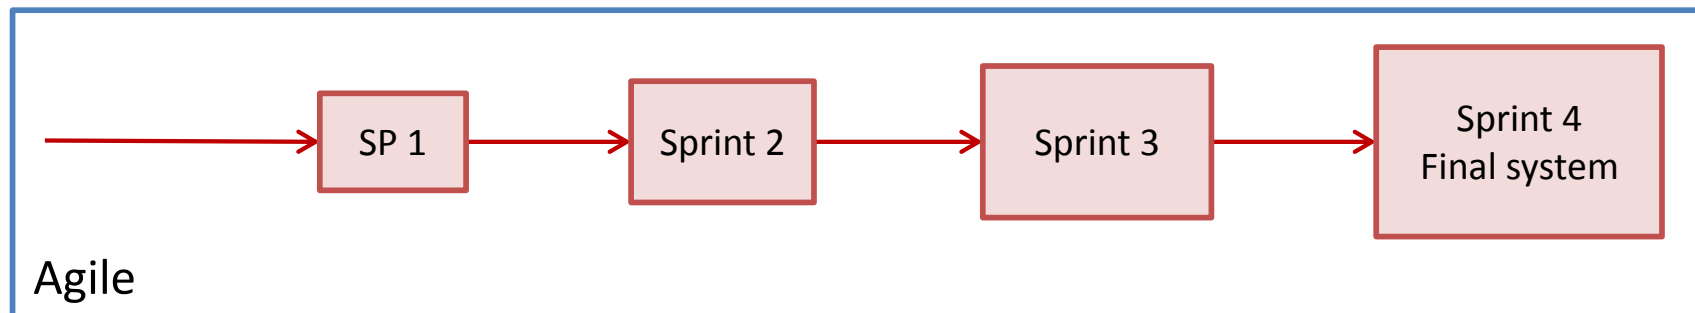 SP 1
Sprint 2
Sprint 3
Sprint 4
Final system
Agile